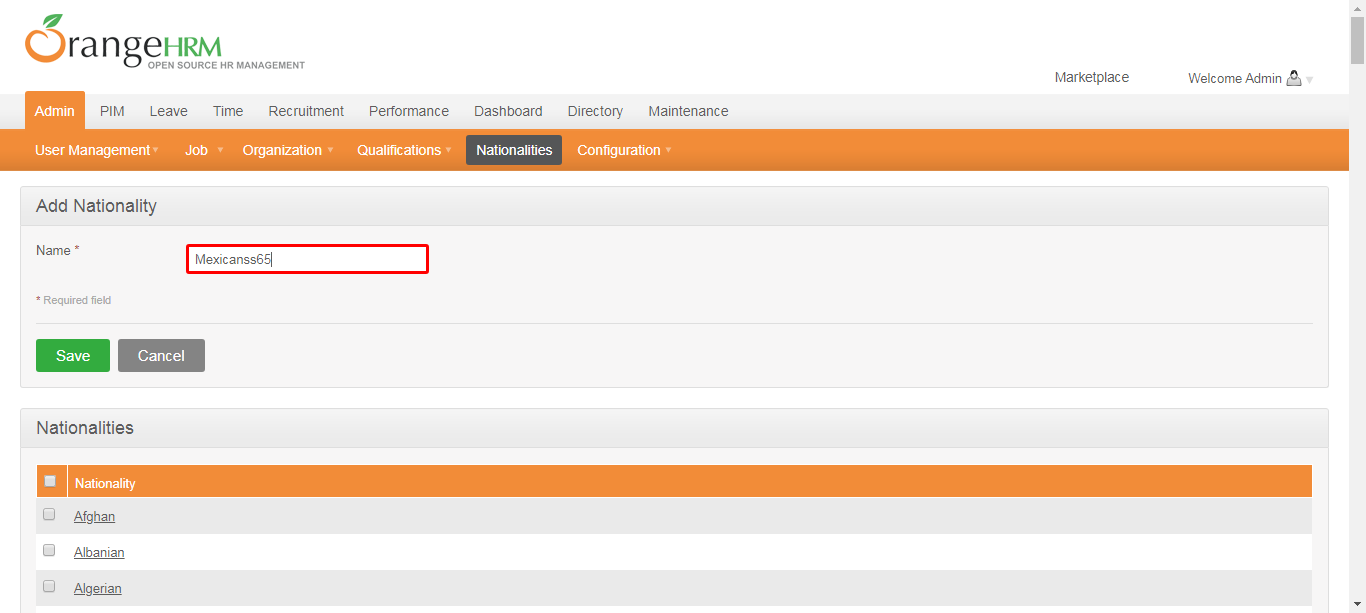 OrangeHRM
OPEN SOURCE HR MANAGEMENT
Marketplace Welcome Admin
Admin PIM Leave Time Recruitment Performance Dashboard Directory Maintenance
User Management Job Organization Qualifications Nationalities Configuration
Add Nationality
Name * Mexicanss65
* Required field
Save Cancel
Nationalities
Nationality
Afghan
Albanian
Algerian